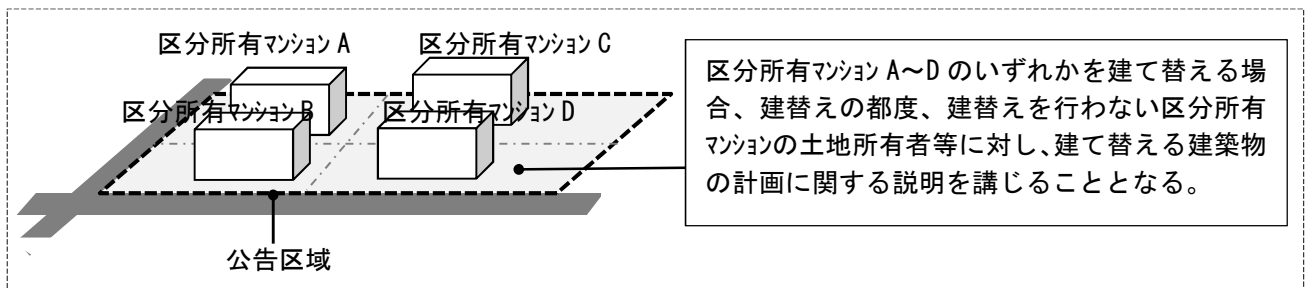 区分所有ﾏﾝｼｮﾝ A
区分所有ﾏﾝｼｮﾝ C
区分所有ﾏﾝｼｮﾝ B
区分所有ﾏﾝｼｮﾝ D
区分所有ﾏﾝｼｮﾝ A～D のいずれかを建て替える場
合、建替えの都度、建替えを行わない区分所有
ﾏﾝｼｮﾝの土地所有者等に対し、建て替える建築物
の計画に関する説明を講じることとなる。
公告区域